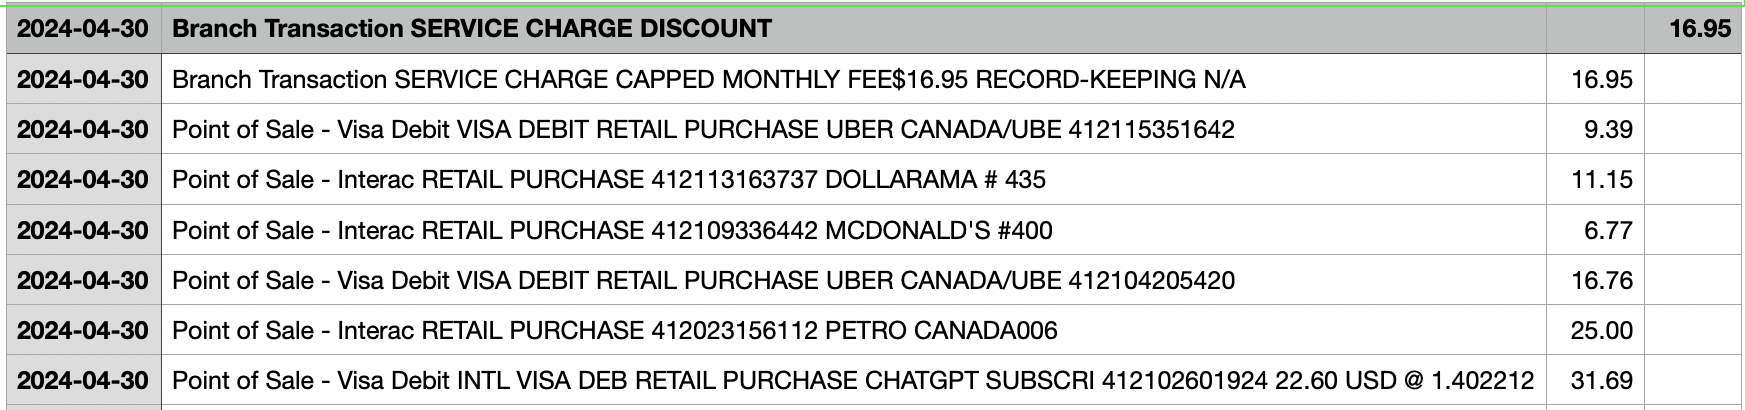 2024-04-30 Branch Transaction SERVICE CHARGE DISCOUNT 16.95
2024-04-30 Branch Transaction SERVICE CHARGE CAPPED MONTHLY FEE$16.95 RECORD-KEEPING N/A 16.95
2024-04-30 Point of Sale - Visa Debit VISA DEBIT RETAIL PURCHASE UBER CANADA/UBE 412115351642 9.39
2024-04-30 Point of Sale - Interac RETAIL PURCHASE 412113163737 DOLLARAMA # 435 11.15
2024-04-30 Point of Sale - Interac RETAIL PURCHASE 412109336442 MCDONALD'S #400 6.77
2024-04-30 Point of Sale - Visa Debit VISA DEBIT RETAIL PURCHASE UBER CANADA/UBE 412104205420 16.76
2024-04-30 Point of Sale - Interac RETAIL PURCHASE 412023156112 PETRO CANADA006 25.00
2024-04-30 Point of Sale - Visa Debit INTL VISA DEB RETAIL PURCHASE CHATGPT SUBSCRI 412102601924 22.60 USD @ 1.402212 31.69